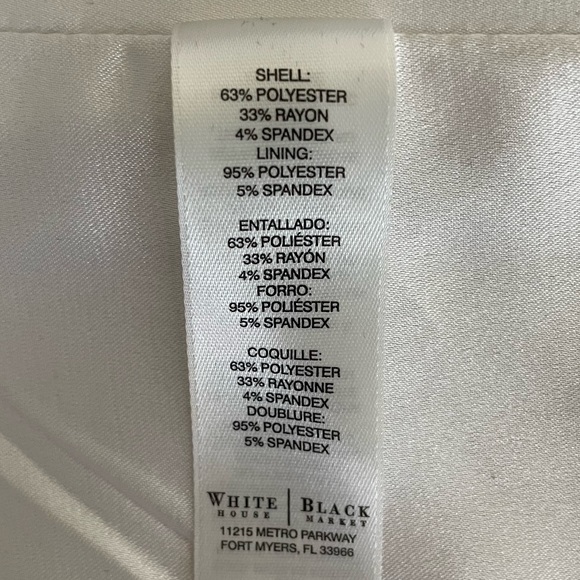 SHELL:
63% POLYESTER
33% RAYON
4% SPANDEX
LINING:
95% POLYESTER
5% SPANDEX
ENTALLADO:
63% POLIÉSTER
33% RAYÓN
4% SPANDEX
FORRO:
95% POLIÉSTER
5% SPANDEX
COQUILLE:
63% POLYESTER
33% RAYONNE
4% SPANDEX
DOUBLURE:
95% POLYESTER
5% SPANDEX
WHITE | BLACK
HOUSE | MARKET
11215 METRO PARKWAY
FORT MYERS, FL 33966